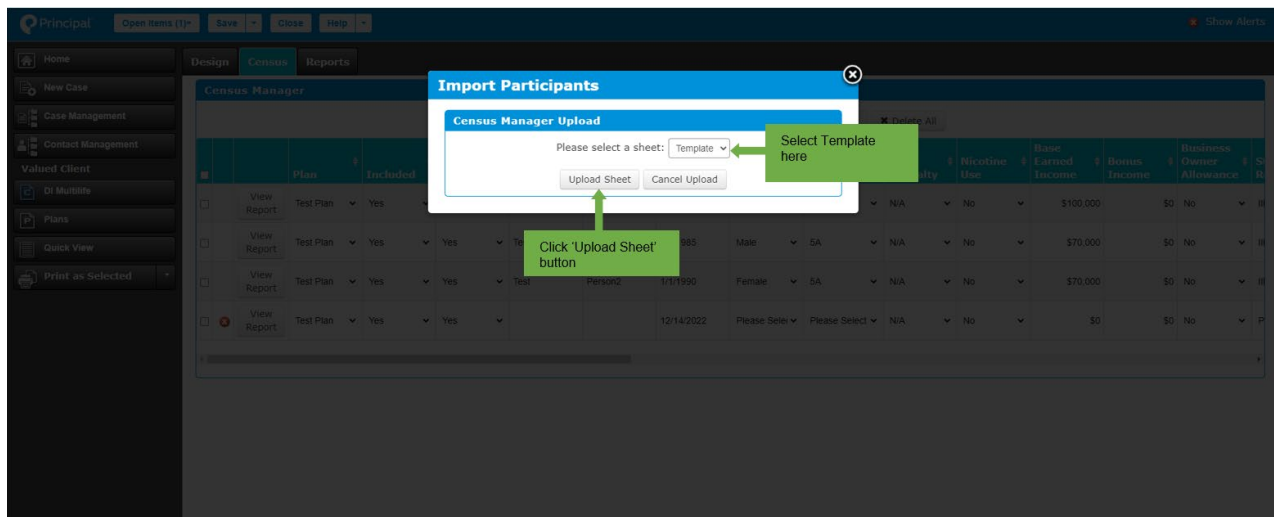 Principal Open Items (1) Save Close Help Show Alerts
Home
New Case
Case Management
Contact Management
Valued Client
DI Multilife
Plans
Quick View
Print as Selected
Design Census Reports
Census Manager
Delete All
Import Participants
Census Manager Upload
Please select a sheet: Template
Upload Sheet Cancel Upload
Select Template
here
Click 'Upload Sheet'
button
Plan Included Nicotine Use Base Earned Income Bonus Income Business Owner Allowance
View Report Test Plan Yes N/A No $100,000 $0 No
View Report Test Plan Yes Yes Male 5A N/A No $70,000 $0 No
View Report Test Plan Yes Yes Test Person2 1/1/1990 Female 5A N/A No $70,000 $0 No
View Report Test Plan Yes Yes 12/14/2022 Please Select N/A No $0 $0 No